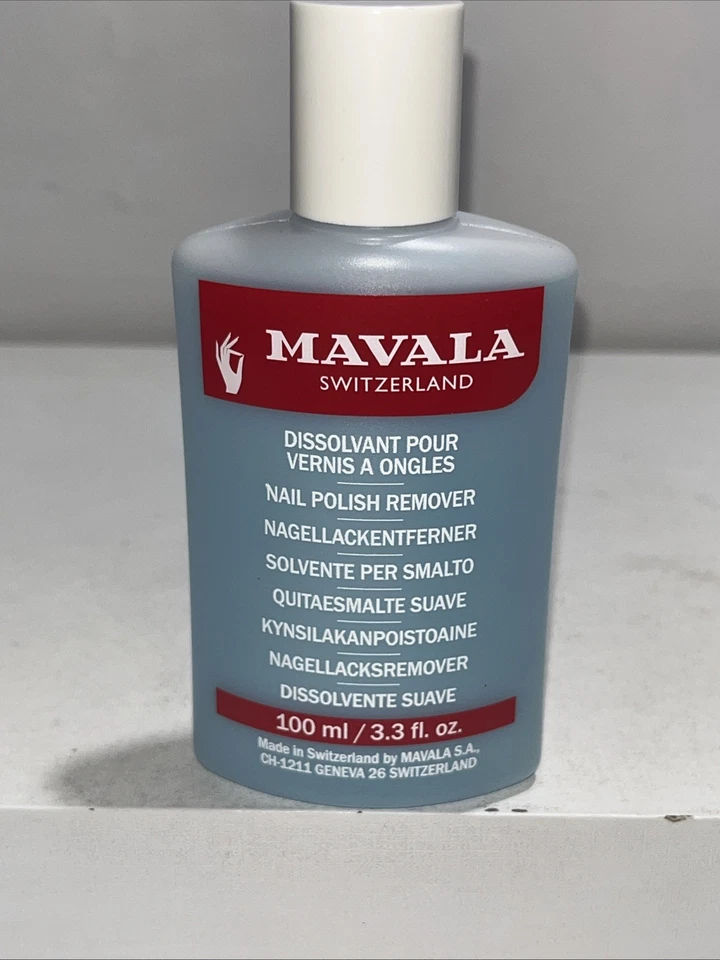 MAVALA
SWITZERLAND
DISSOLVANT POUR
VERNIS A ONGLES
NAIL POLISH REMOVER
NAGELLACKENTFERNER
SOLVENTE PER SMALTO
QUITAESMALTE SUAVE
KYNSILAKANPOISTOAINE
NAGELLACKSREMOVER
DISSOLVENTE SUAVE
100 ml / 3.3 fl. oz.
Made in Switzerland by MAVALA S.A.,
CH-1211 GENEVA 26 SWITZERLAND